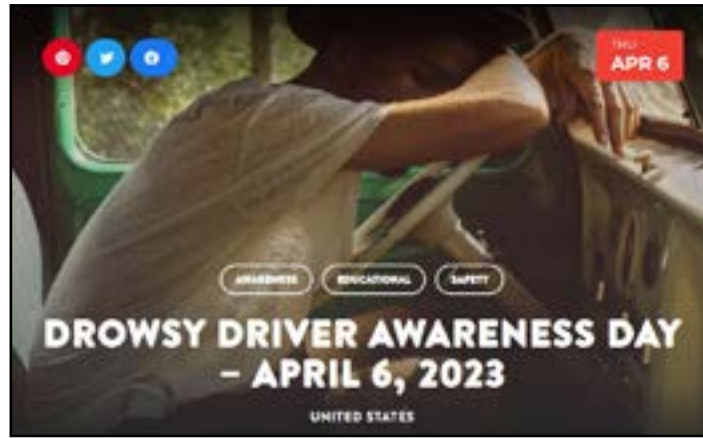 THU
APR 6
AWARENESS EDUCATIONAL SAFETY
DROWSY DRIVER AWARENESS DAY
– APRIL 6, 2023
UNITED STATES